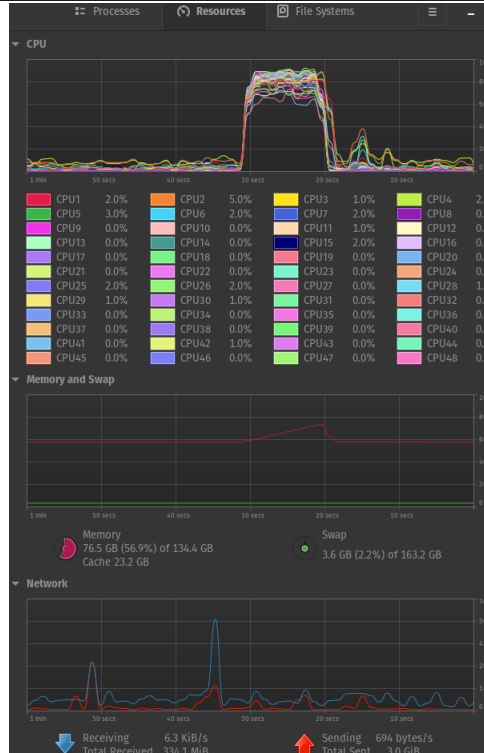 Processes Resources File Systems
CPU
1 min 50 secs 40 secs 30 secs 20 secs 10 secs
CPU1 2.0% CPU2 5.0% CPU3 1.0% CPU4
CPU5 3.0% CPU6 2.0% CPU7 2.0% CPU8
CPU9 0.0% CPU10 0.0% CPU11 1.0% CPU12
CPU13 0.0% CPU14 0.0% CPU15 2.0% CPU16
CPU17 0.0% CPU18 0.0% CPU19 0.0% CPU20
CPU21 0.0% CPU22 0.0% CPU23 0.0% CPU24
CPU25 2.0% CPU26 2.0% CPU27 0.0% CPU28
CPU29 1.0% CPU30 1.0% CPU31 0.0% CPU32
CPU33 0.0% CPU34 0.0% CPU35 0.0% CPU36
CPU37 0.0% CPU38 0.0% CPU39 0.0% CPU40
CPU41 0.0% CPU42 1.0% CPU43 0.0% CPU44
CPU45 0.0% CPU46 0.0% CPU47 0.0% CPU48
Memory and Swap
1 min 50 secs 40 secs 30 secs 20 secs 10 secs
Memory Swap
76.5 GB (56.9%) of 134.4 GB 3.6 GB (2.2%) of 163.2 GB
Cache 23.2 GB
Network
1 min 50 secs 40 secs 30 secs 20 secs 10 secs
Receiving 6.3 KiB/s Sending 694 bytes/s
Total Received 334.1 MiB Total Sent 3.0 GiB